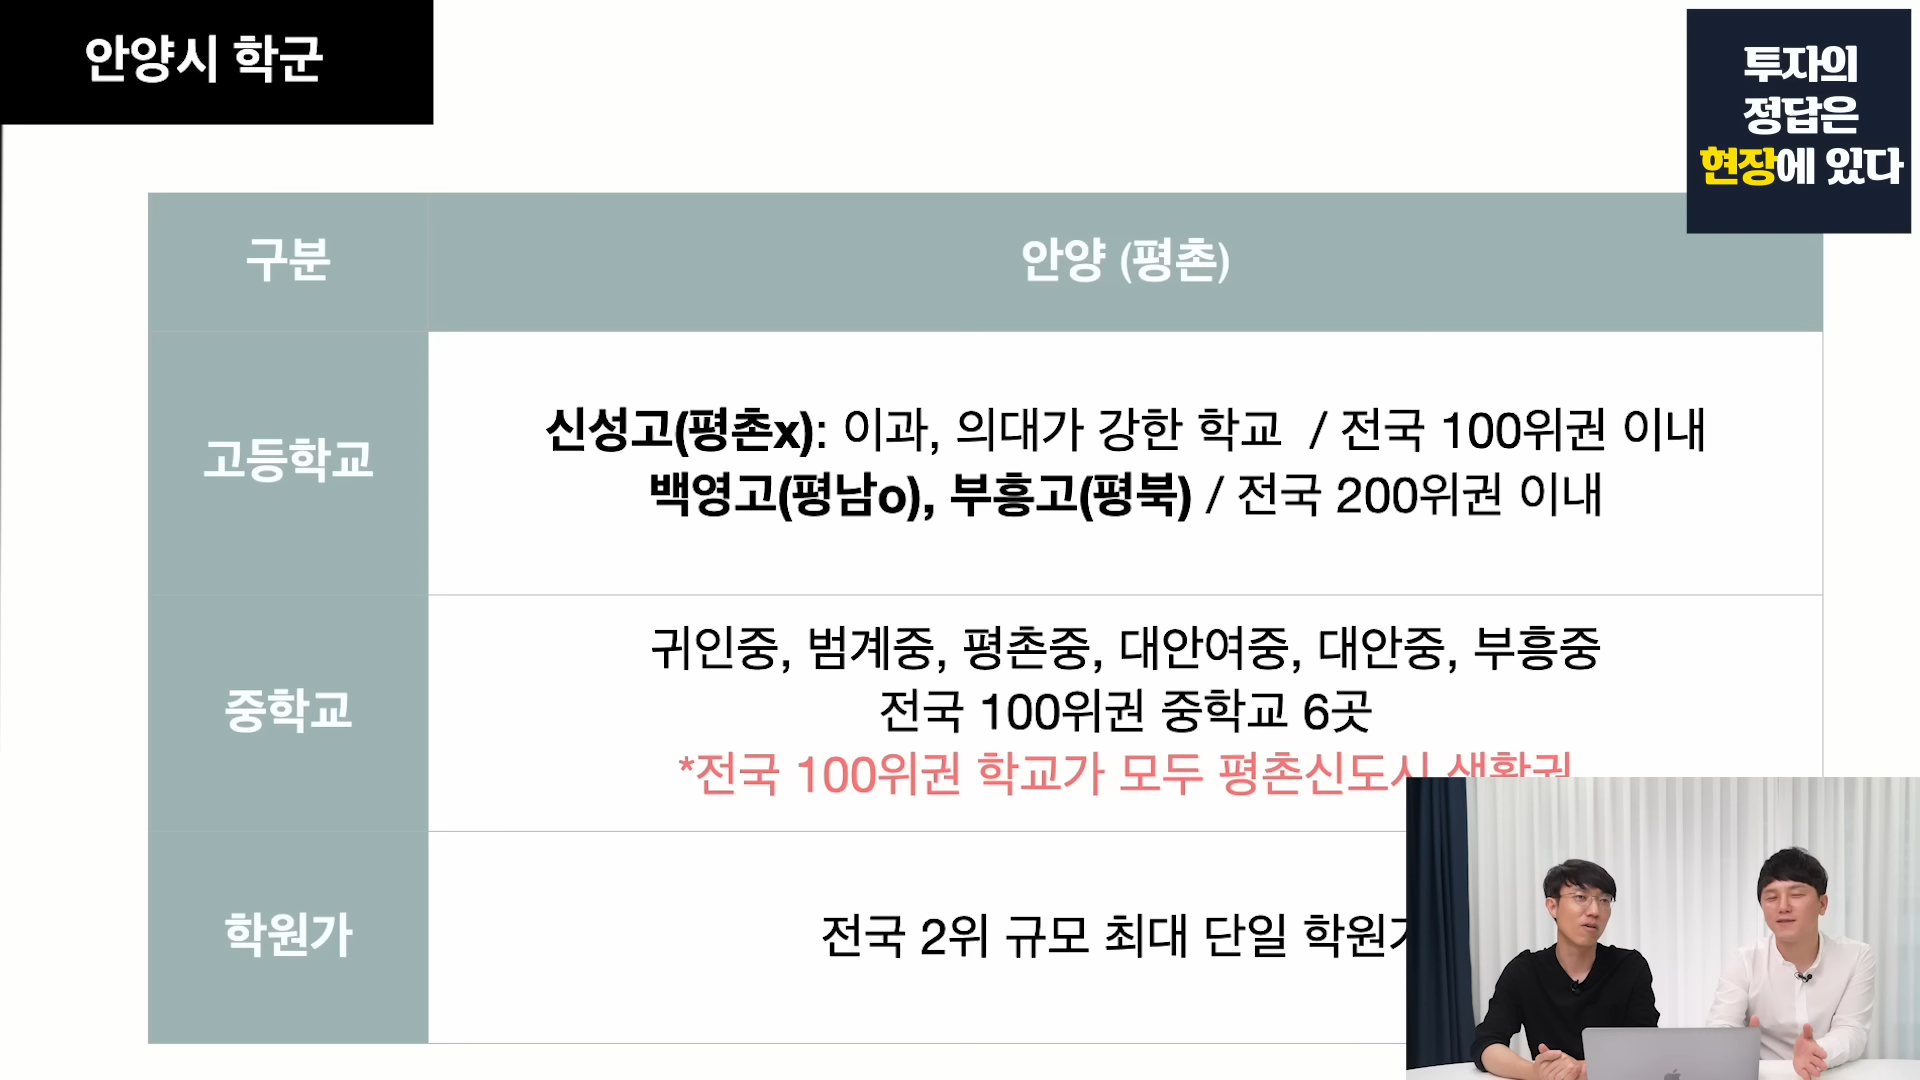 안양시 학군
투자의
정답은
현장에 있다
구분
안양 (평촌)
고등학교
신성고(평촌x): 이과, 의대가 강한 학교 / 전국 100위권 이내
백영고(평남o), 부흥고(평북) / 전국 200위권 이내
중학교
귀인중, 범계중, 평촌중, 대안여중, 대안중, 부흥중
전국 100위권 중학교 6곳
*전국 100위권 학교가 모두 평촌신도시 생활권
학원가
전국 2위 규모 최대 단일 학원가